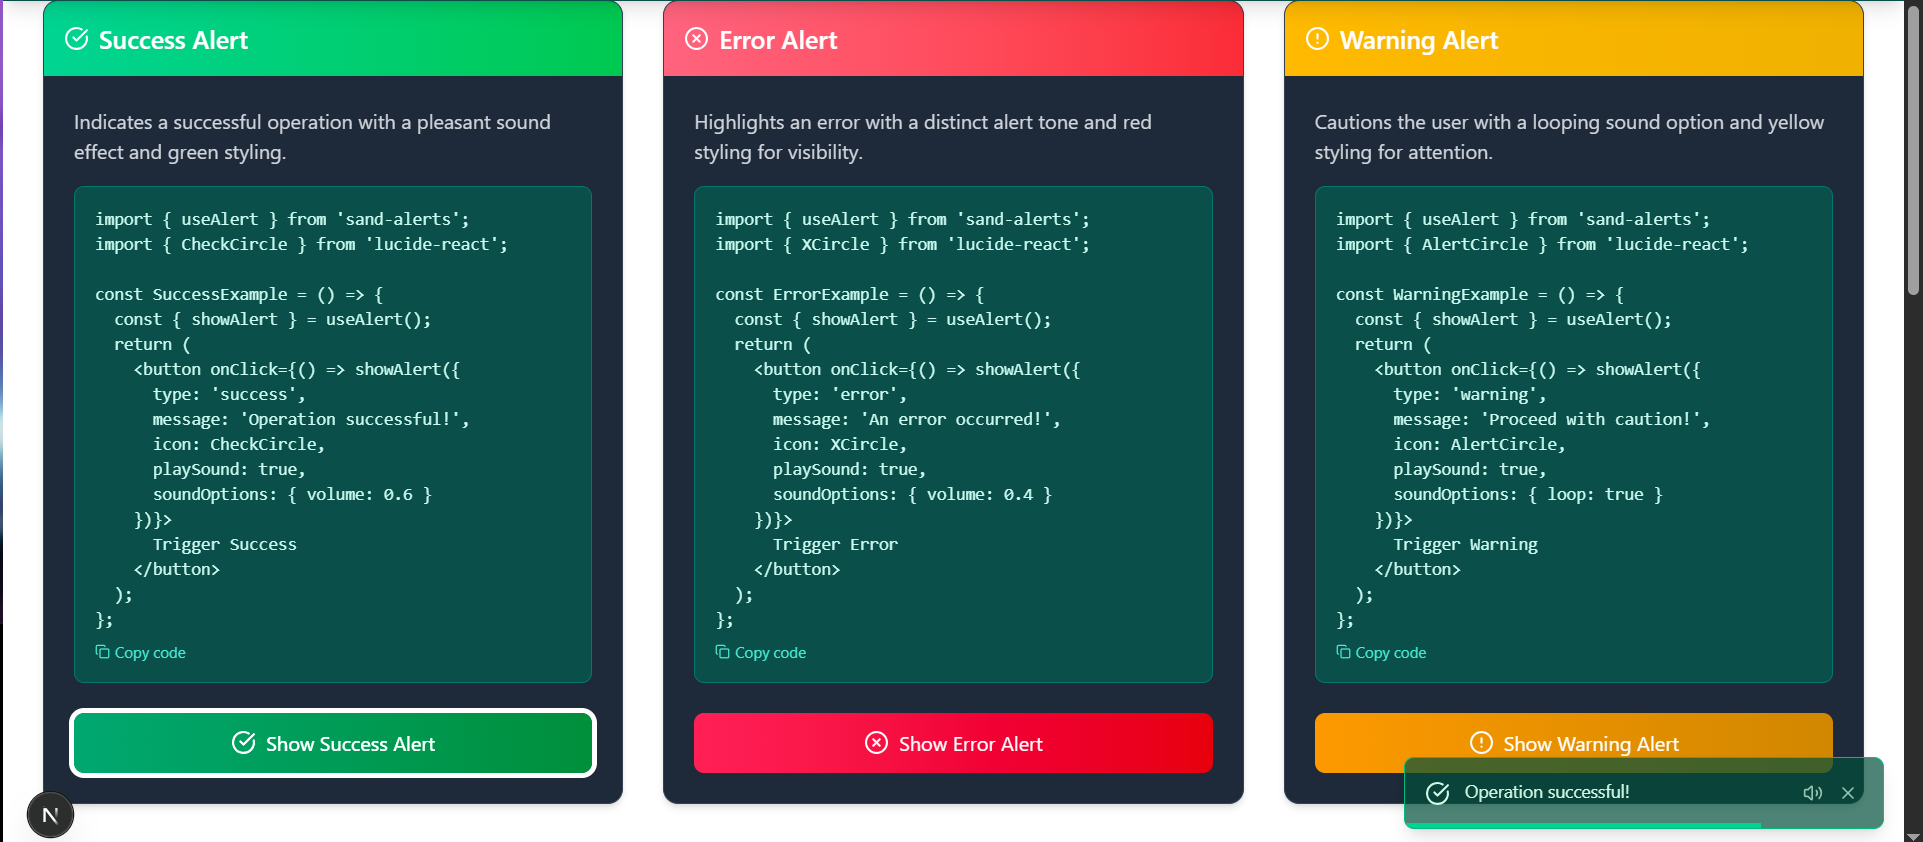 Success Alert
Indicates a successful operation with a pleasant sound
effect and green styling.
import { useAlert } from 'sand-alerts';
import { CheckCircle } from 'lucide-react';
const SuccessExample = () => {
  const { showAlert } = useAlert();
  return (
    <button onClick={() => showAlert({
      type: 'success',
      message: 'Operation successful!',
      icon: CheckCircle,
      playSound: true,
      soundOptions: { volume: 0.6 }
    })}>
      Trigger Success
    </button>
  );
};
Copy code
Show Success Alert
Error Alert
Highlights an error with a distinct alert tone and red
styling for visibility.
import { useAlert } from 'sand-alerts';
import { XCircle } from 'lucide-react';
const ErrorExample = () => {
  const { showAlert } = useAlert();
  return (
    <button onClick={() => showAlert({
      type: 'error',
      message: 'An error occurred!',
      icon: XCircle,
      playSound: true,
      soundOptions: { volume: 0.4 }
    })}>
      Trigger Error
    </button>
  );
};
Copy code
Show Error Alert
Warning Alert
Cautions the user with a looping sound option and yellow
styling for attention.
import { useAlert } from 'sand-alerts';
import { AlertCircle } from 'lucide-react';
const WarningExample = () => {
  const { showAlert } = useAlert();
  return (
    <button onClick={() => showAlert({
      type: 'warning',
      message: 'Proceed with caution!',
      icon: AlertCircle,
      playSound: true,
      soundOptions: { loop: true }
    })}>
      Trigger Warning
    </button>
  );
};
Copy code
Show Warning Alert
Operation successful!
N